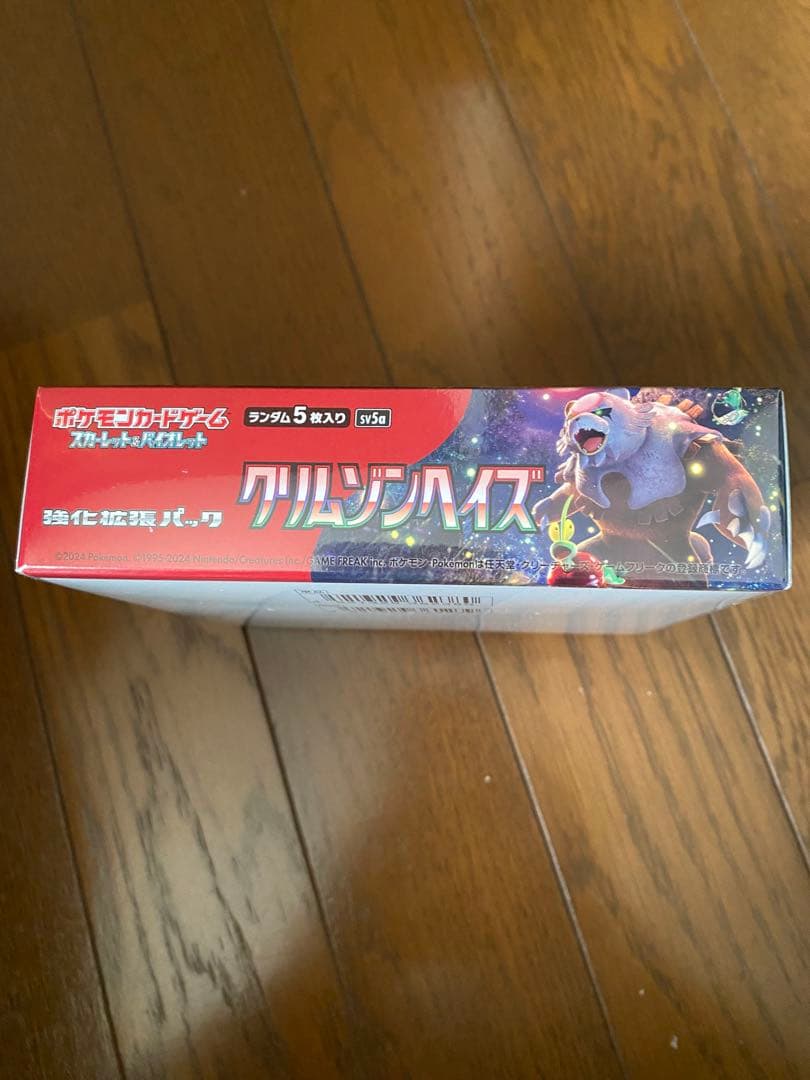 ポケモンカードゲーム
スカーレット&バイオレット
ランダム5枚入り
sv5a
強化拡張パック
クリムゾンヘイズ
©2024 Pokémon. ©1995-2024 Nintendo/Creatures Inc./GAME FREAK inc. ポケモン・Pokémonは任天堂・クリーチャーズ・ゲームフリークの登録商標です。